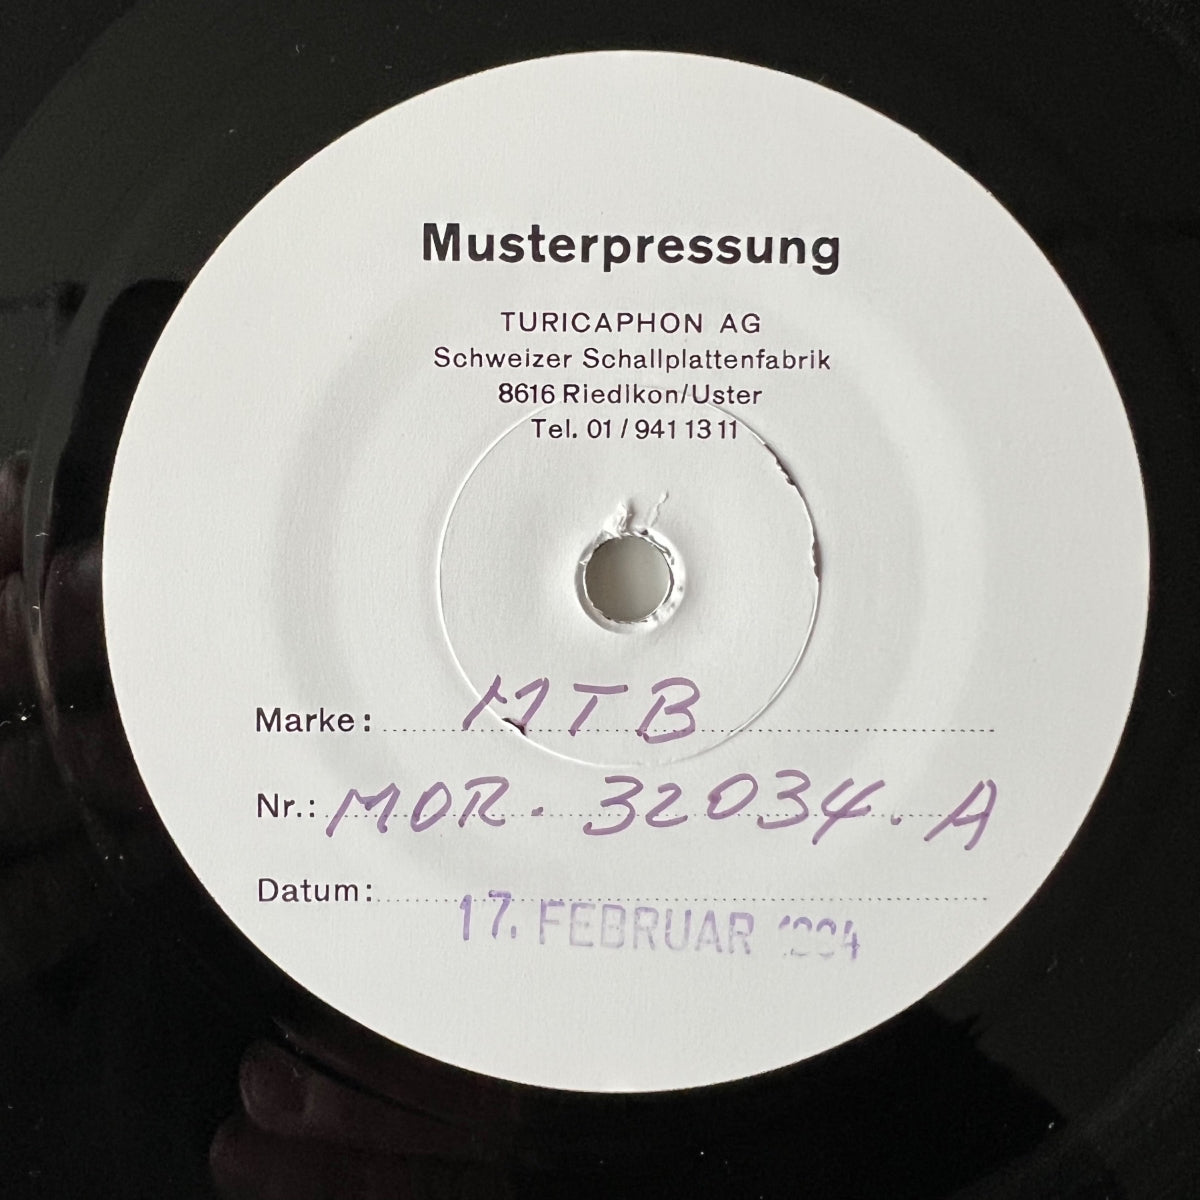 Musterpressung
TURICAPHON AG
Schweizer Schallplattenfabrik
8616 Riedikon/Uster
Tel. 01 / 941 13 11
Marke: MTB
Nr.: MOR. 32034. A
Datum: 17. FEBRUAR